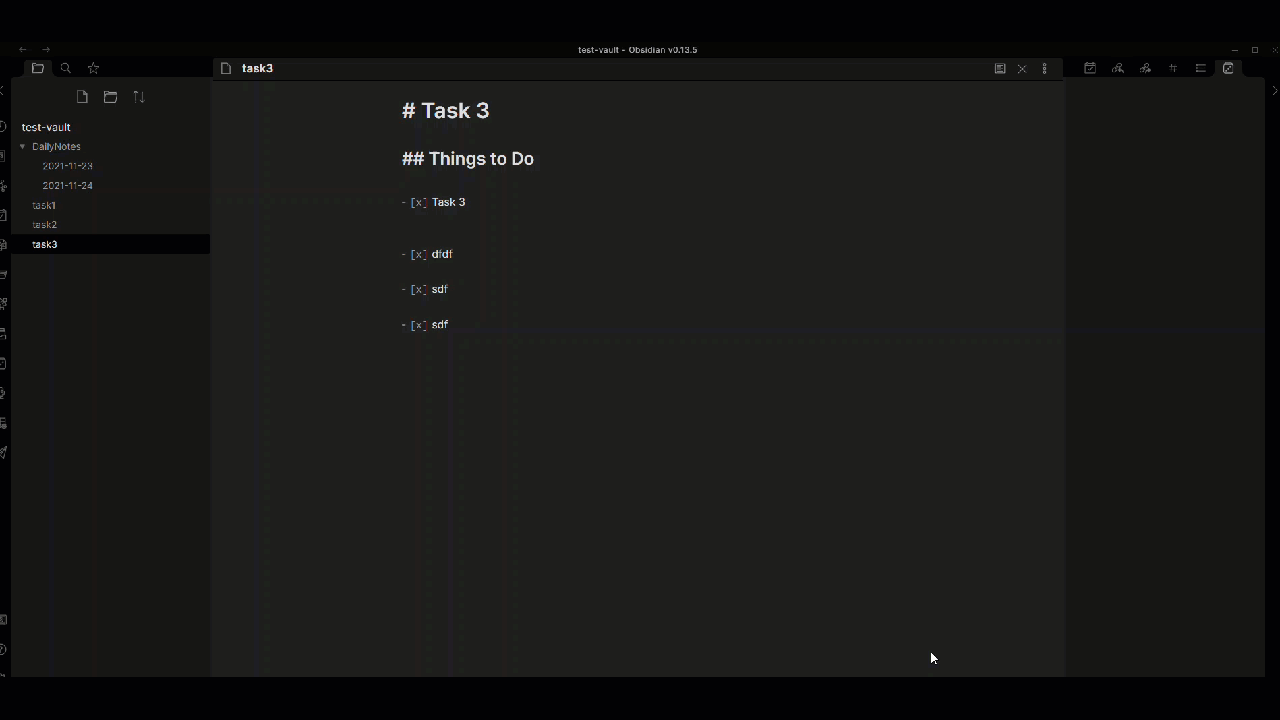 test-vault - Obsidian v0.13.5
task3
test-vault
DailyNotes
2021-11-23
2021-11-24
task1
task2
task3
# Task 3
## Things to Do
- [x] Task 3
- [x] dfdf
- [x] sdf
- [x] sdf